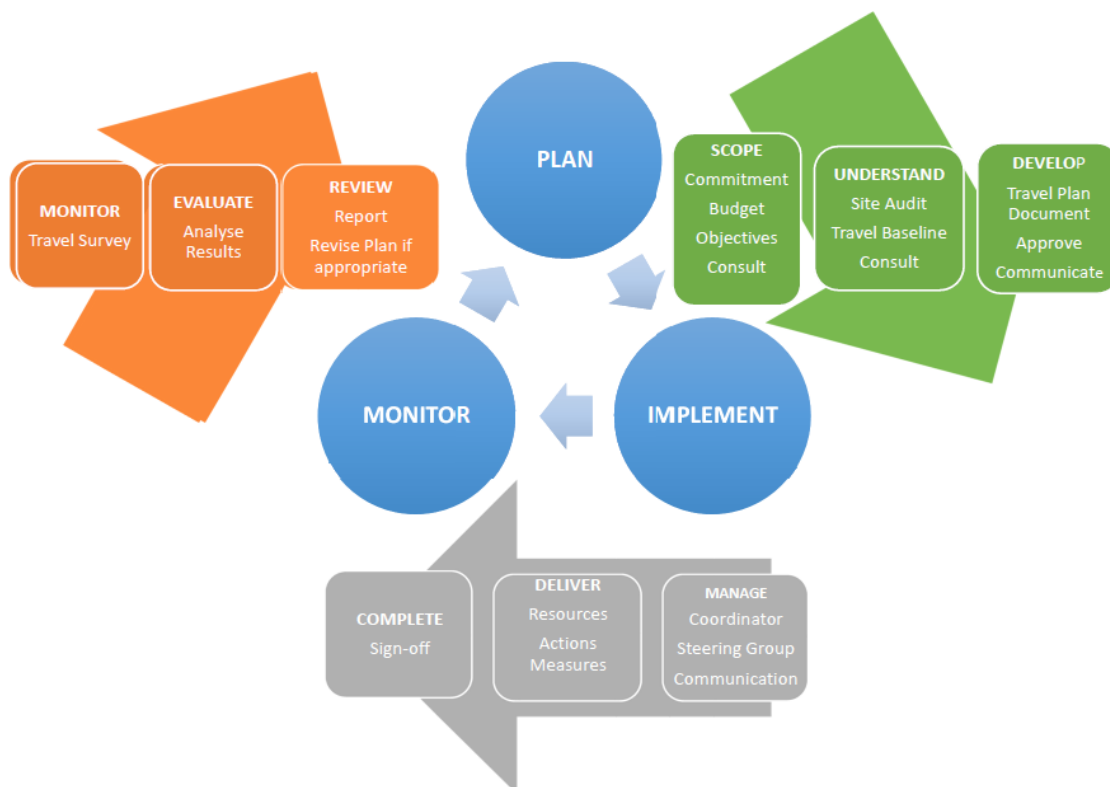 PLAN
SCOPE
Commitment
Budget
Objectives
Consult
UNDERSTAND
Site Audit
Travel Baseline
Consult
DEVELOP
Travel Plan
Document
Approve
Communicate
IMPLEMENT
MANAGE
Coordinator
Steering Group
Communication
DELIVER
Resources
Actions
Measures
COMPLETE
Sign-off
MONITOR
MONITOR
Travel Survey
EVALUATE
Analyse
Results
REVIEW
Report
Revise Plan if
appropriate